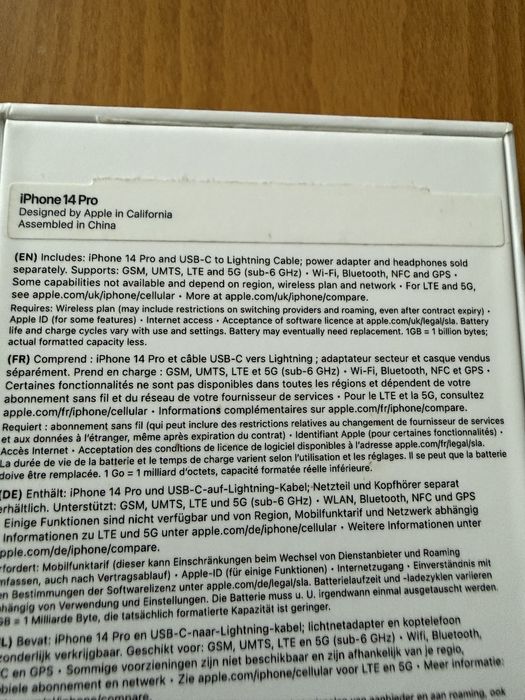 iPhone 14 Pro
Designed by Apple in California
Assembled in China
(EN) Includes: iPhone 14 Pro and USB-C to Lightning Cable; power adapter and headphones sold
separately. Supports: GSM, UMTS, LTE and 5G (sub-6 GHz) • Wi-Fi, Bluetooth, NFC and GPS •
Some capabilities not available and depend on region, wireless plan and network • For LTE and 5G,
see apple.com/uk/iphone/cellular • More at apple.com/uk/iphone/compare.
Requires: Wireless plan (may include restrictions on switching providers and roaming, even after contract expiry) •
Apple ID (for some features) • Internet access • Acceptance of software licence at apple.com/uk/legal/sla. Battery
life and charge cycles vary with use and settings. Battery may eventually need replacement. 1GB = 1 billion bytes;
actual formatted capacity less.
(FR) Comprend : iPhone 14 Pro et câble USB-C vers Lightning ; adaptateur secteur et casque vendus
séparément. Prend en charge : GSM, UMTS, LTE et 5G (sub-6 GHz) • Wi-Fi, Bluetooth, NFC et GPS •
Certaines fonctionnalités ne sont pas disponibles dans toutes les régions et dépendent de votre
abonnement sans fil et du réseau de votre fournisseur de services • Pour le LTE et la 5G, consultez
apple.com/fr/iphone/cellular • Informations complémentaires sur apple.com/fr/iphone/compare.
Requiert : abonnement sans fil (qui peut inclure des restrictions relatives au changement de fournisseur de services
et aux données à l'étranger, même après expiration du contrat) • Identifiant Apple (pour certaines fonctionnalités) •
Accès Internet • Acceptation des conditions de licence du logiciel disponibles à l'adresse apple.com/fr/legal/sla.
La durée de vie de la batterie et le temps de charge varient selon l'utilisation et les réglages. Il se peut que la batterie
doive être remplacée. 1 Go = 1 milliard d'octets, capacité formatée réelle inférieure.
(DE) Enthält: iPhone 14 Pro und USB-C-auf-Lightning-Kabel; Netzteil und Kopfhörer separat
erhältlich. Unterstützt: GSM, UMTS, LTE und 5G (sub-6 GHz) • WLAN, Bluetooth, NFC und GPS
Einige Funktionen sind nicht verfügbar und von Region, Mobilfunktarif und Netzwerk abhängig
Informationen zu LTE und 5G unter apple.com/de/iphone/cellular • Weitere Informationen unter
pple.com/de/iphone/compare.
rfordert: Mobilfunktarif (dieser kann Einschränkungen beim Wechsel von Dienstanbieter und Roaming
mfassen, auch nach Vertragsablauf) • Apple-ID (für einige Funktionen) • Internetzugang • Einverständnis mit
en Bestimmungen der Softwarelizenz unter apple.com/de/legal/sla. Batterielaufzeit und -ladezyklen variieren
hängig von Verwendung und Einstellungen. Die Batterie muss u. U. irgendwann einmal ausgetauscht werden.
GB = 1 Milliarde Byte, die tatsächlich formatierte Kapazität ist geringer.
L) Bevat: iPhone 14 Pro en USB-C-naar-Lightning-kabel; lichtnetadapter en koptelefoon
onderlijk verkrijgbaar. Geschikt voor: GSM, UMTS, LTE en 5G (sub-6 GHz) • Wifi, Bluetooth,
C en GPS • Sommige voorzieningen zijn niet beschikbaar en zijn afhankelijk van je regio,
biele abonnement en netwerk • Zie apple.com/nl/iphone/cellular voor LTE en 5G • Meer informatie: